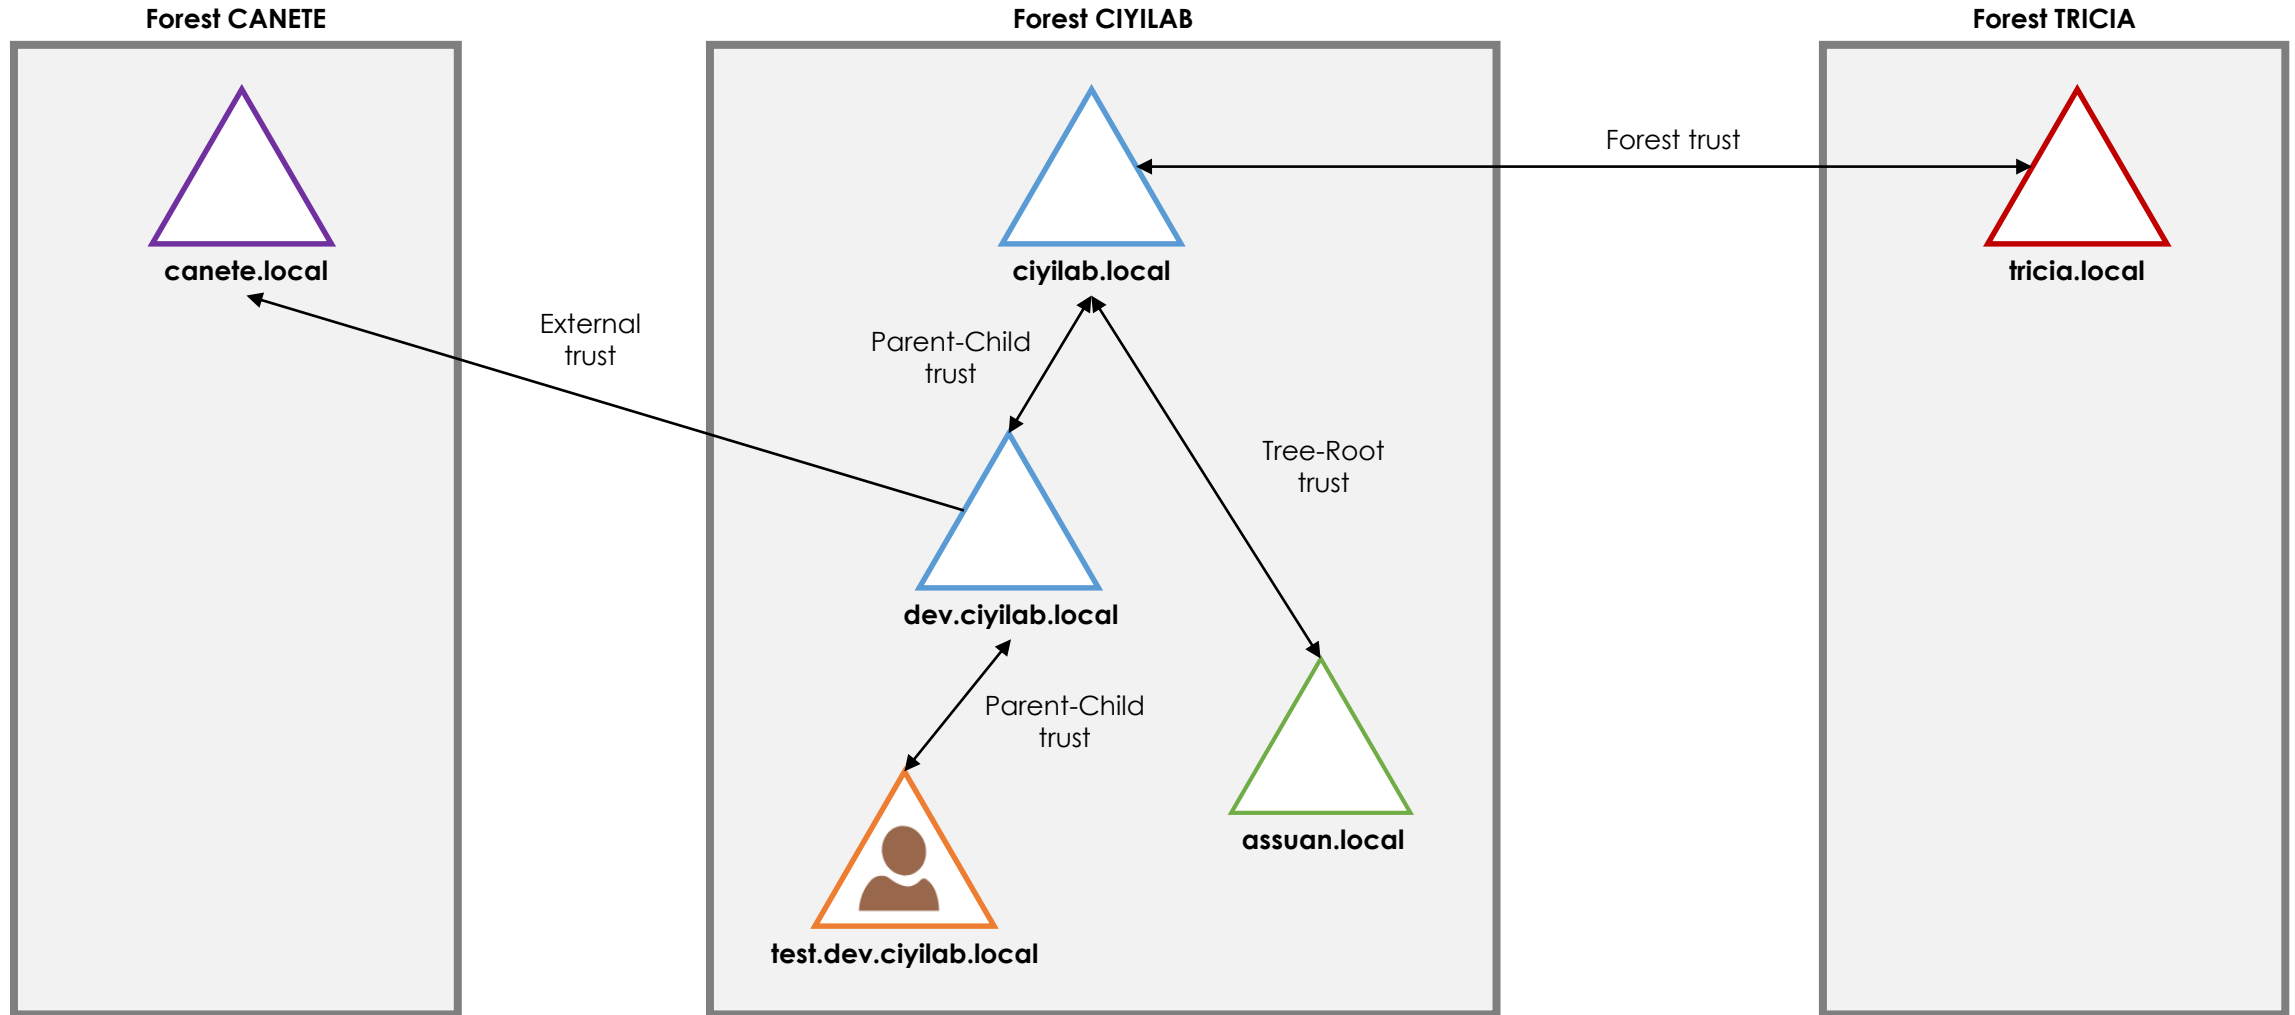 Forest CANETE
Forest CIYILAB
Forest TRICIA
Forest trust
canete.local
ciyilab.local
tricia.local
External
trust
Parent-Child
trust
Tree-Root
trust
dev.ciyilab.local
Parent-Child
trust
assuan.local
test.dev.ciyilab.local